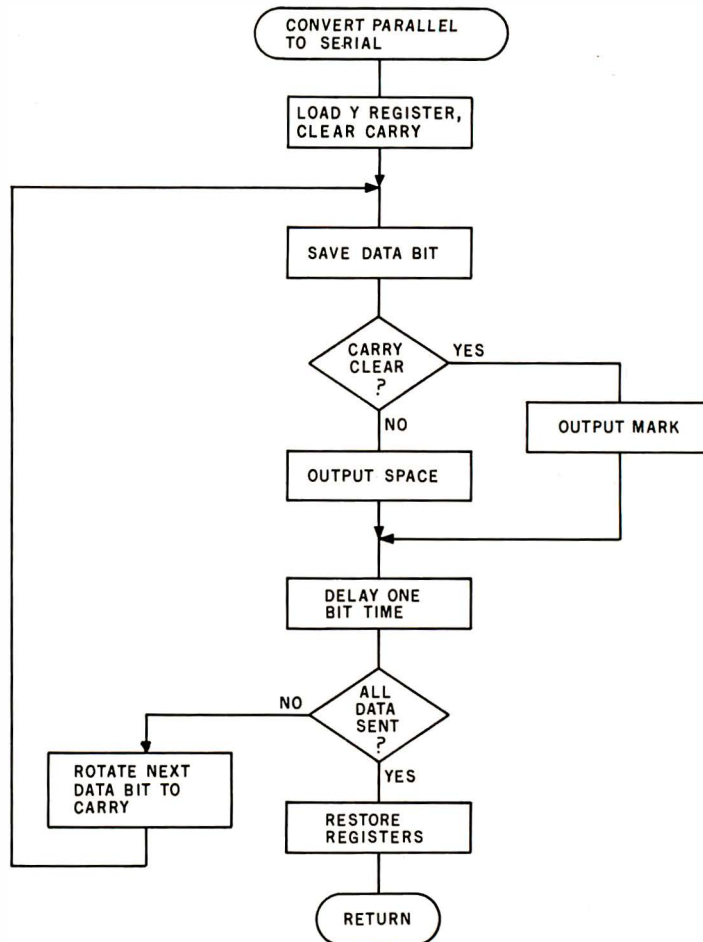 CONVERT PARALLEL
TO SERIAL
LOAD Y REGISTER,
CLEAR CARRY
SAVE DATA BIT
CARRY
CLEAR
?
YES
NO
OUTPUT MARK
OUTPUT SPACE
DELAY ONE
BIT TIME
ALL
DATA
SENT
?
NO
YES
ROTATE NEXT
DATA BIT TO
CARRY
RESTORE
REGISTERS
RETURN